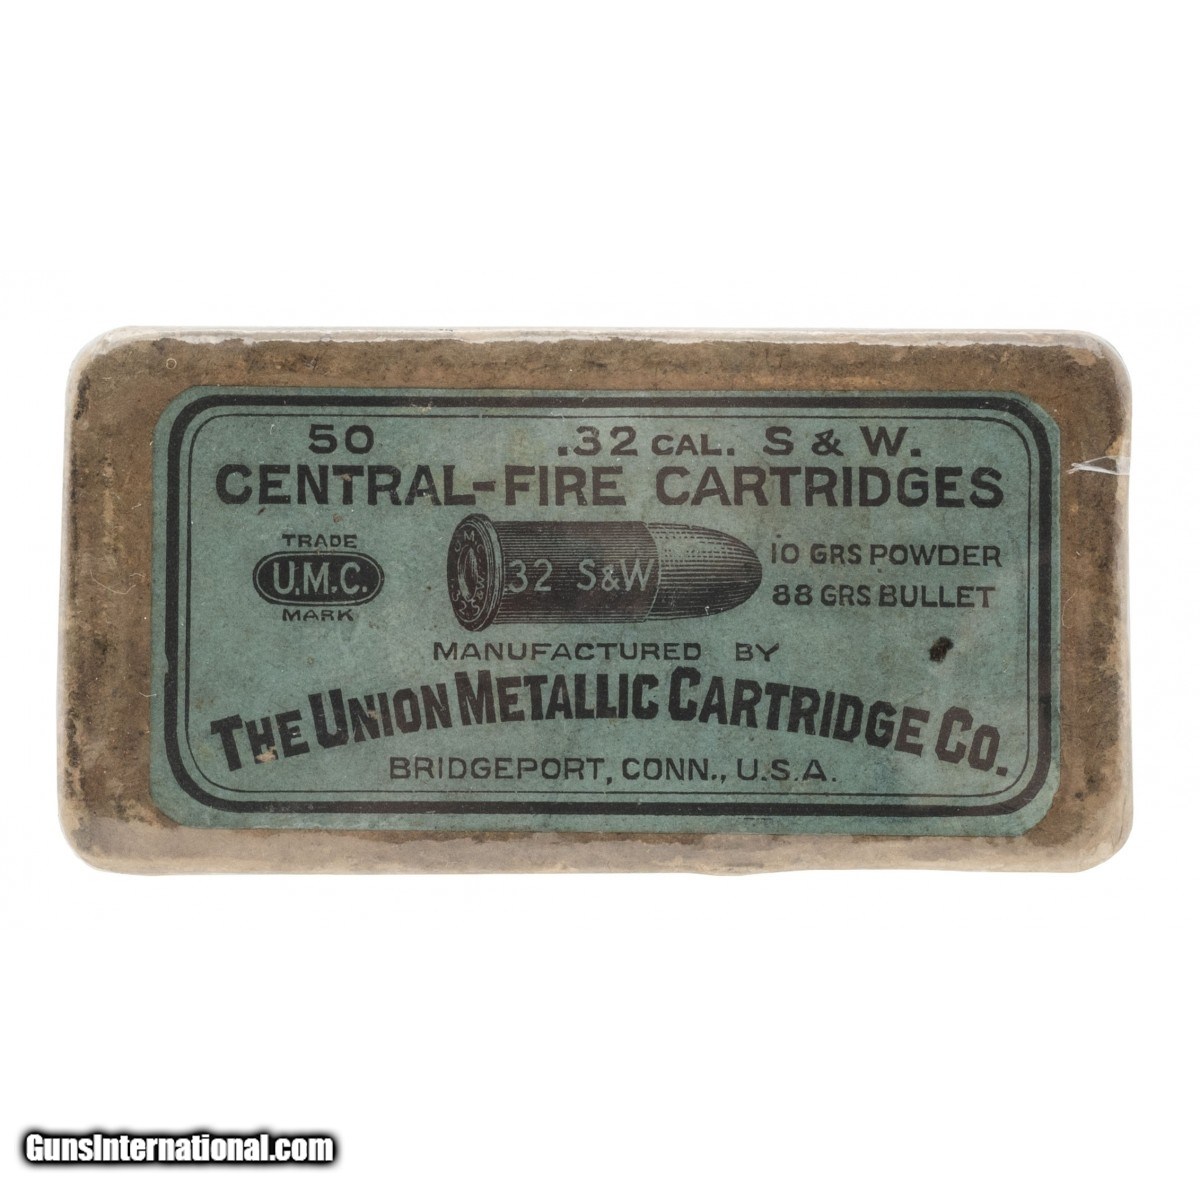 50 .32 CAL. S & W.
CENTRAL-FIRE CARTRIDGES
TRADE
U.M.C.
MARK
U.M.C.
32 S&W
10 GRS POWDER
88 GRS BULLET
MANUFACTURED BY
THE UNION METALLIC CARTRIDGE CO.
BRIDGEPORT, CONN., U.S.A.
GunsInternational.com